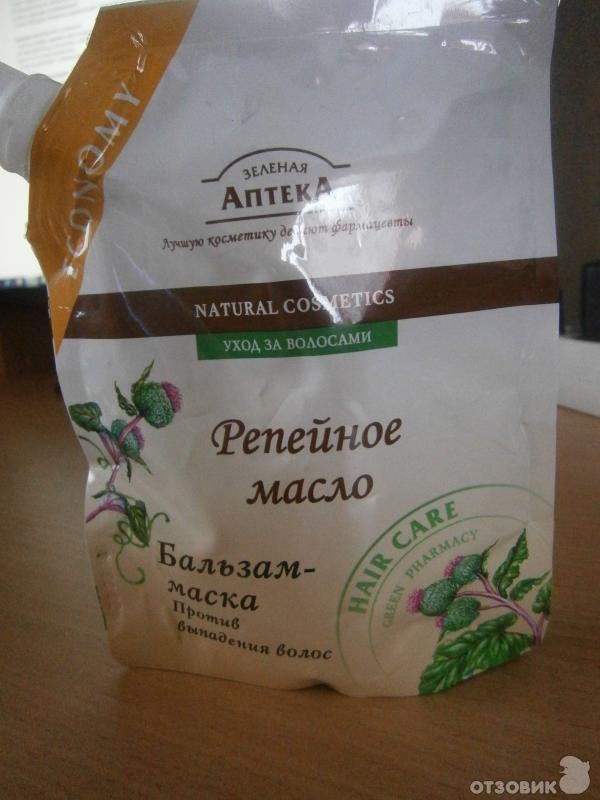 ECONOMY
ЗЕЛЕНАЯ
АПТЕКА
Лучшую косметику делают фармацевты
NATURAL COSMETICS
УХОД ЗА ВОЛОСАМИ
Репейное
масло
Бальзам-
маска
Против
выпадения волос
HAIR CARE
GREEN PHARMACY
ОТЗОВИК